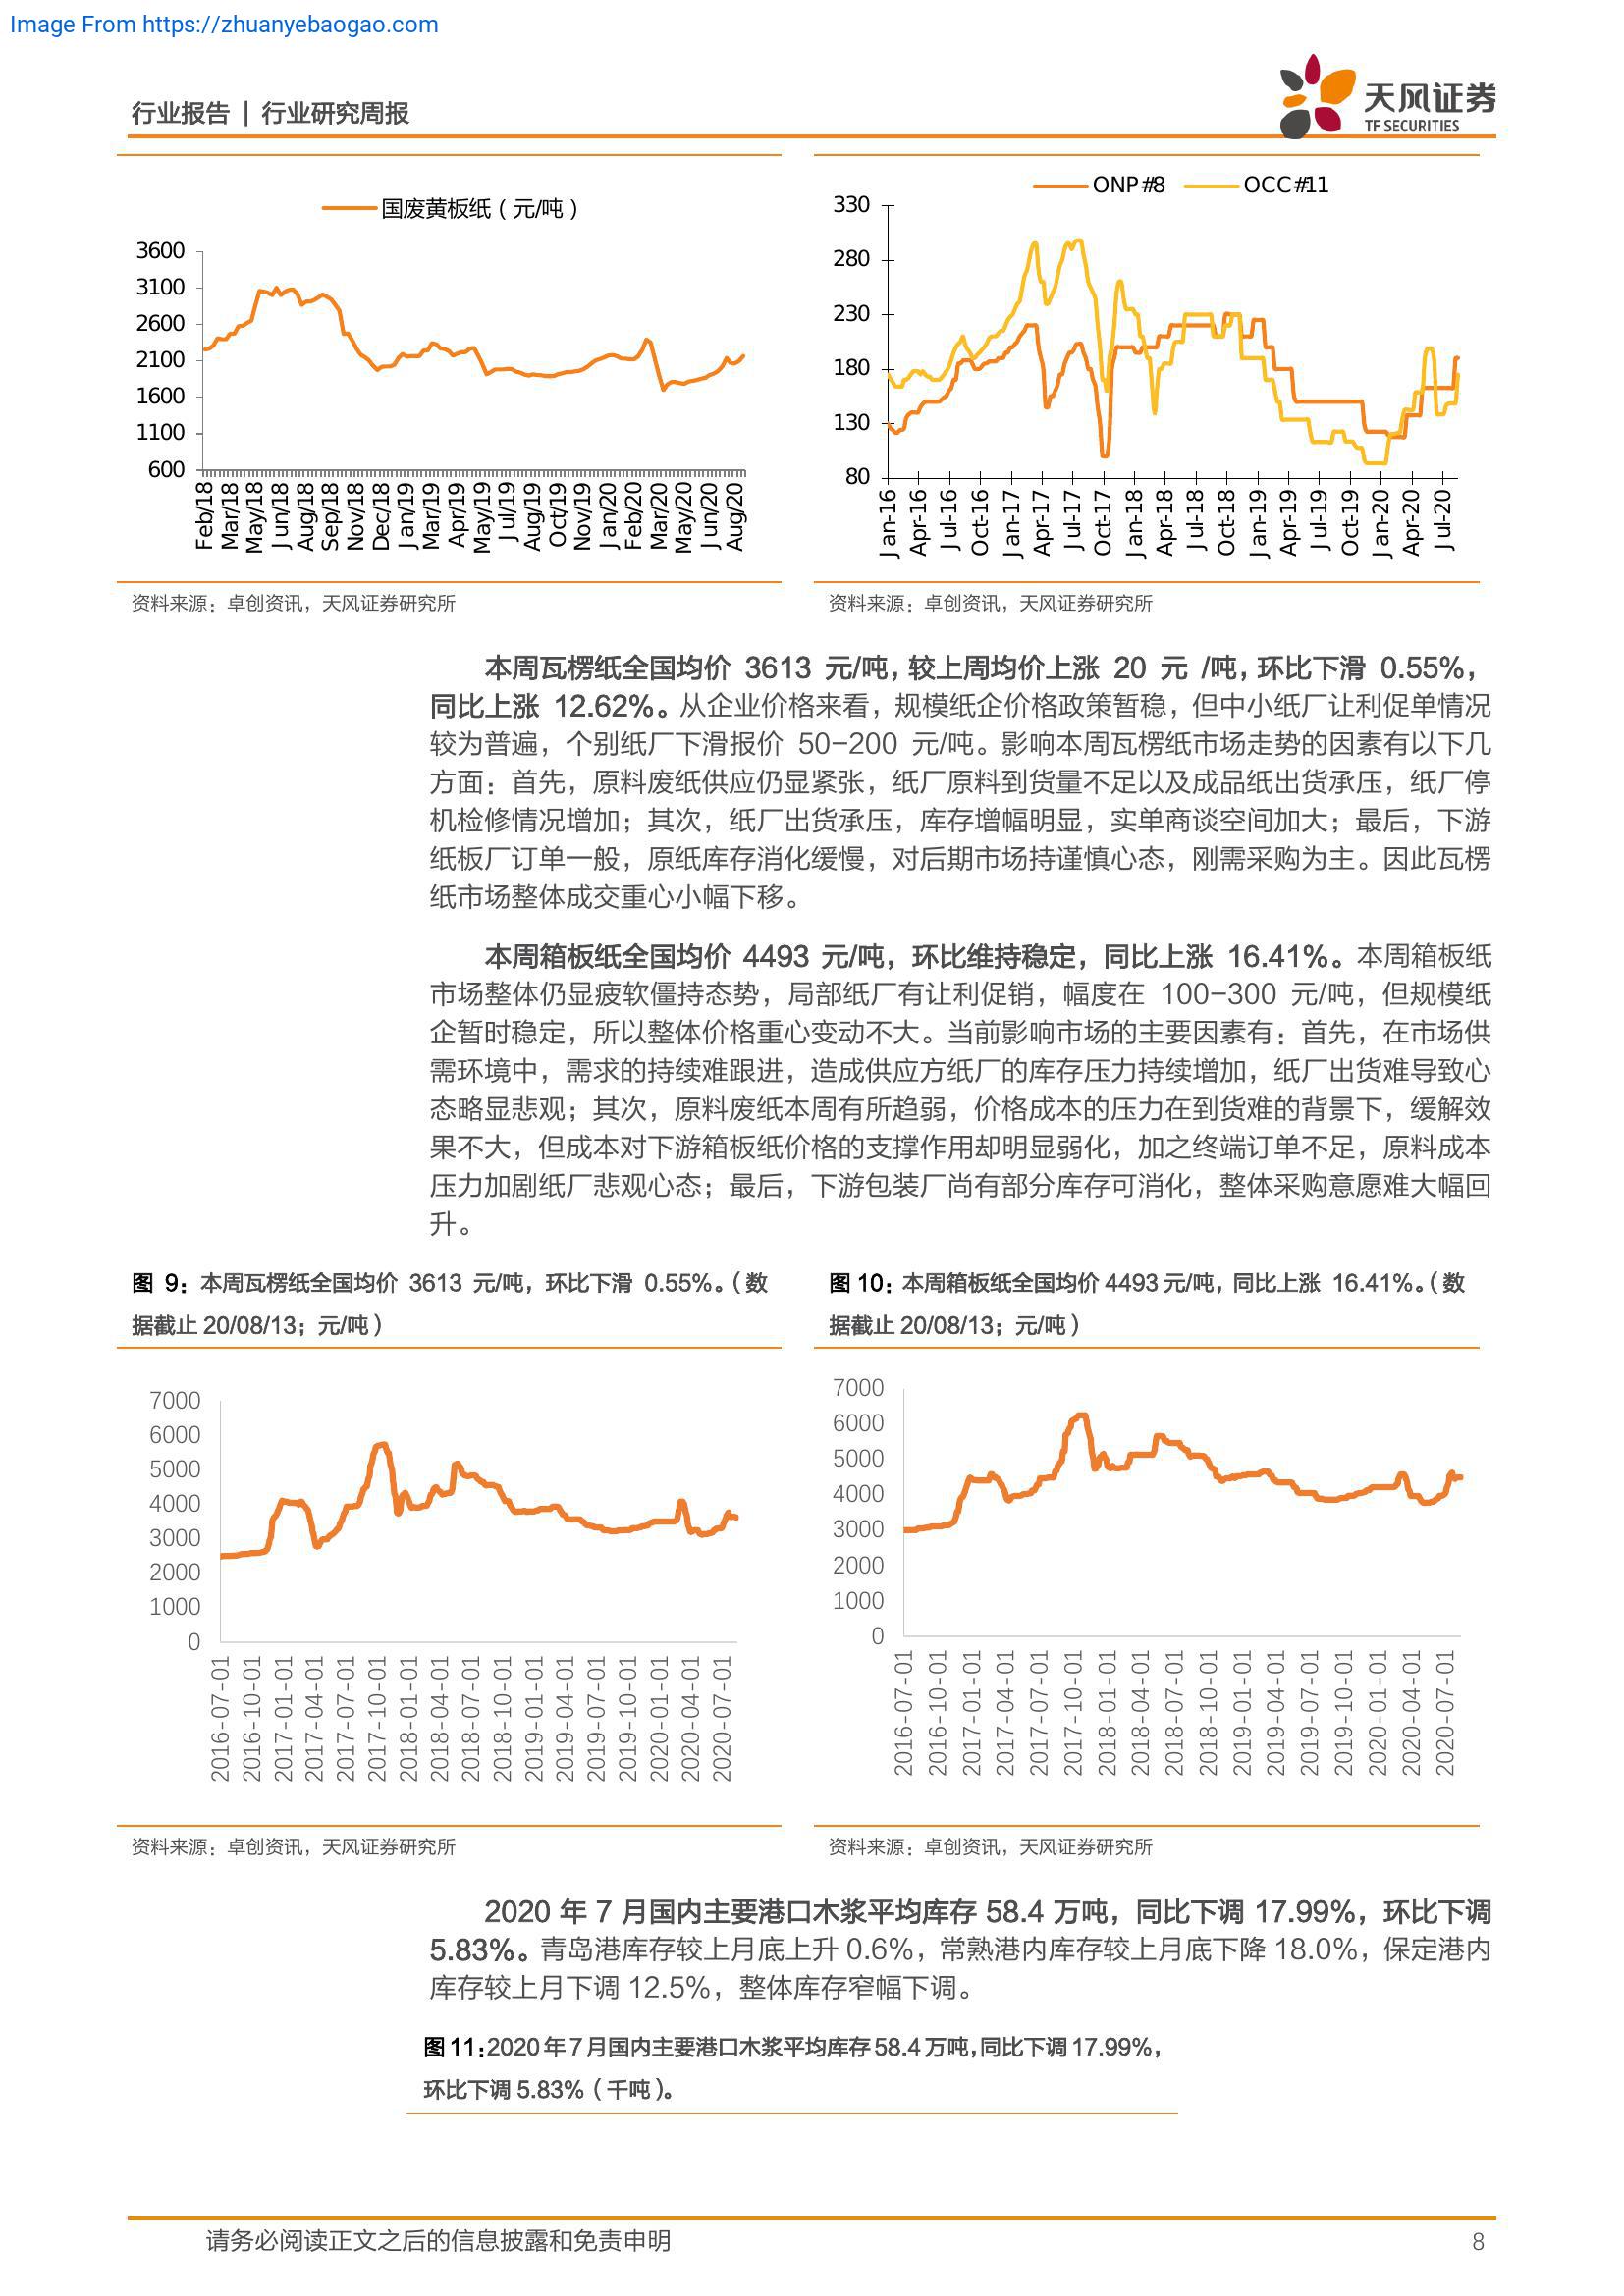 Image From https://zhuanyebaogao.com
行业报告 | 行业研究周报
天风证券
TF SECURITIES
国废黄板纸（元/吨）
3600
3100
2600
2100
1600
1100
600
Feb/18
Mar/18
May/18
Jun/18
Aug/18
Sep/18
Nov/18
Dec/18
Jan/19
Mar/19
Apr/19
May/19
Jul/19
Aug/19
Oct/19
Nov/19
Jan/20
Feb/20
Mar/20
May/20
Jun/20
Aug/20
ONP#8
OCC#11
330
280
230
180
130
80
Jan-16
Apr-16
Jul-16
Oct-16
Jan-17
Apr-17
Jul-17
Oct-17
Jan-18
Apr-18
Jul-18
Oct-18
Jan-19
Apr-19
Jul-19
Oct-19
Jan-20
Apr-20
Jul-20
资料来源：卓创资讯，天风证券研究所
资料来源：卓创资讯，天风证券研究所
本周瓦楞纸全国均价 3613 元/吨，较上周均价上涨 20 元 /吨，环比下滑 0.55%，
同比上涨 12.62%。从企业价格来看，规模纸企价格政策暂稳，但中小纸厂让利促单情况
较为普遍，个别纸厂下滑报价 50-200 元/吨。影响本周瓦楞纸市场走势的因素有以下几
方面：首先，原料废纸供应仍显紧张，纸厂原料到货量不足以及成品纸出货承压，纸厂停
机检修情况增加；其次，纸厂出货承压，库存增幅明显，实单商谈空间加大；最后，下游
纸板厂订单一般，原纸库存消化缓慢，对后期市场持谨慎心态，刚需采购为主。因此瓦楞
纸市场整体成交重心小幅下移。
本周箱板纸全国均价 4493 元/吨，环比维持稳定，同比上涨 16.41%。本周箱板纸
市场整体仍显疲软僵持态势，局部纸厂有让利促销，幅度在 100-300 元/吨，但规模纸
企暂时稳定，所以整体价格重心变动不大。当前影响市场的主要因素有：首先，在市场供
需环境中，需求的持续难跟进，造成供应方纸厂的库存压力持续增加，纸厂出货难导致心
态略显悲观；其次，原料废纸本周有所趋弱，价格成本的压力在到货难的背景下，缓解效
果不大，但成本对下游箱板纸价格的支撑作用却明显弱化，加之终端订单不足，原料成本
压力加剧纸厂悲观心态；最后，下游包装厂尚有部分库存可消化，整体采购意愿难大幅回
升。
图 9：本周瓦楞纸全国均价 3613 元/吨，环比下滑 0.55%。（数
据截止 20/08/13；元/吨）
图 10：本周箱板纸全国均价 4493 元/吨，同比上涨 16.41%。（数
据截止 20/08/13；元/吨）
7000
6000
5000
4000
3000
2000
1000
0
2016-07-01
2016-10-01
2017-01-01
2017-04-01
2017-07-01
2017-10-01
2018-01-01
2018-04-01
2018-07-01
2018-10-01
2019-01-01
2019-04-01
2019-07-01
2019-10-01
2020-01-01
2020-04-01
2020-07-01
7000
6000
5000
4000
3000
2000
1000
0
2016-07-01
2016-10-01
2017-01-01
2017-04-01
2017-07-01
2017-10-01
2018-01-01
2018-04-01
2018-07-01
2018-10-01
2019-01-01
2019-04-01
2019-07-01
2019-10-01
2020-01-01
2020-04-01
2020-07-01
资料来源：卓创资讯，天风证券研究所
资料来源：卓创资讯，天风证券研究所
2020 年 7 月国内主要港口木浆平均库存 58.4 万吨，同比下调 17.99%，环比下调
5.83%。青岛港库存较上月底上升 0.6%，常熟港内库存较上月底下降 18.0%，保定港内
库存较上月下调 12.5%，整体库存窄幅下调。
图 11：2020 年 7 月国内主要港口木浆平均库存 58.4 万吨，同比下调 17.99%，
环比下调 5.83%（千吨）。
请务必阅读正文之后的信息披露和免责申明
8